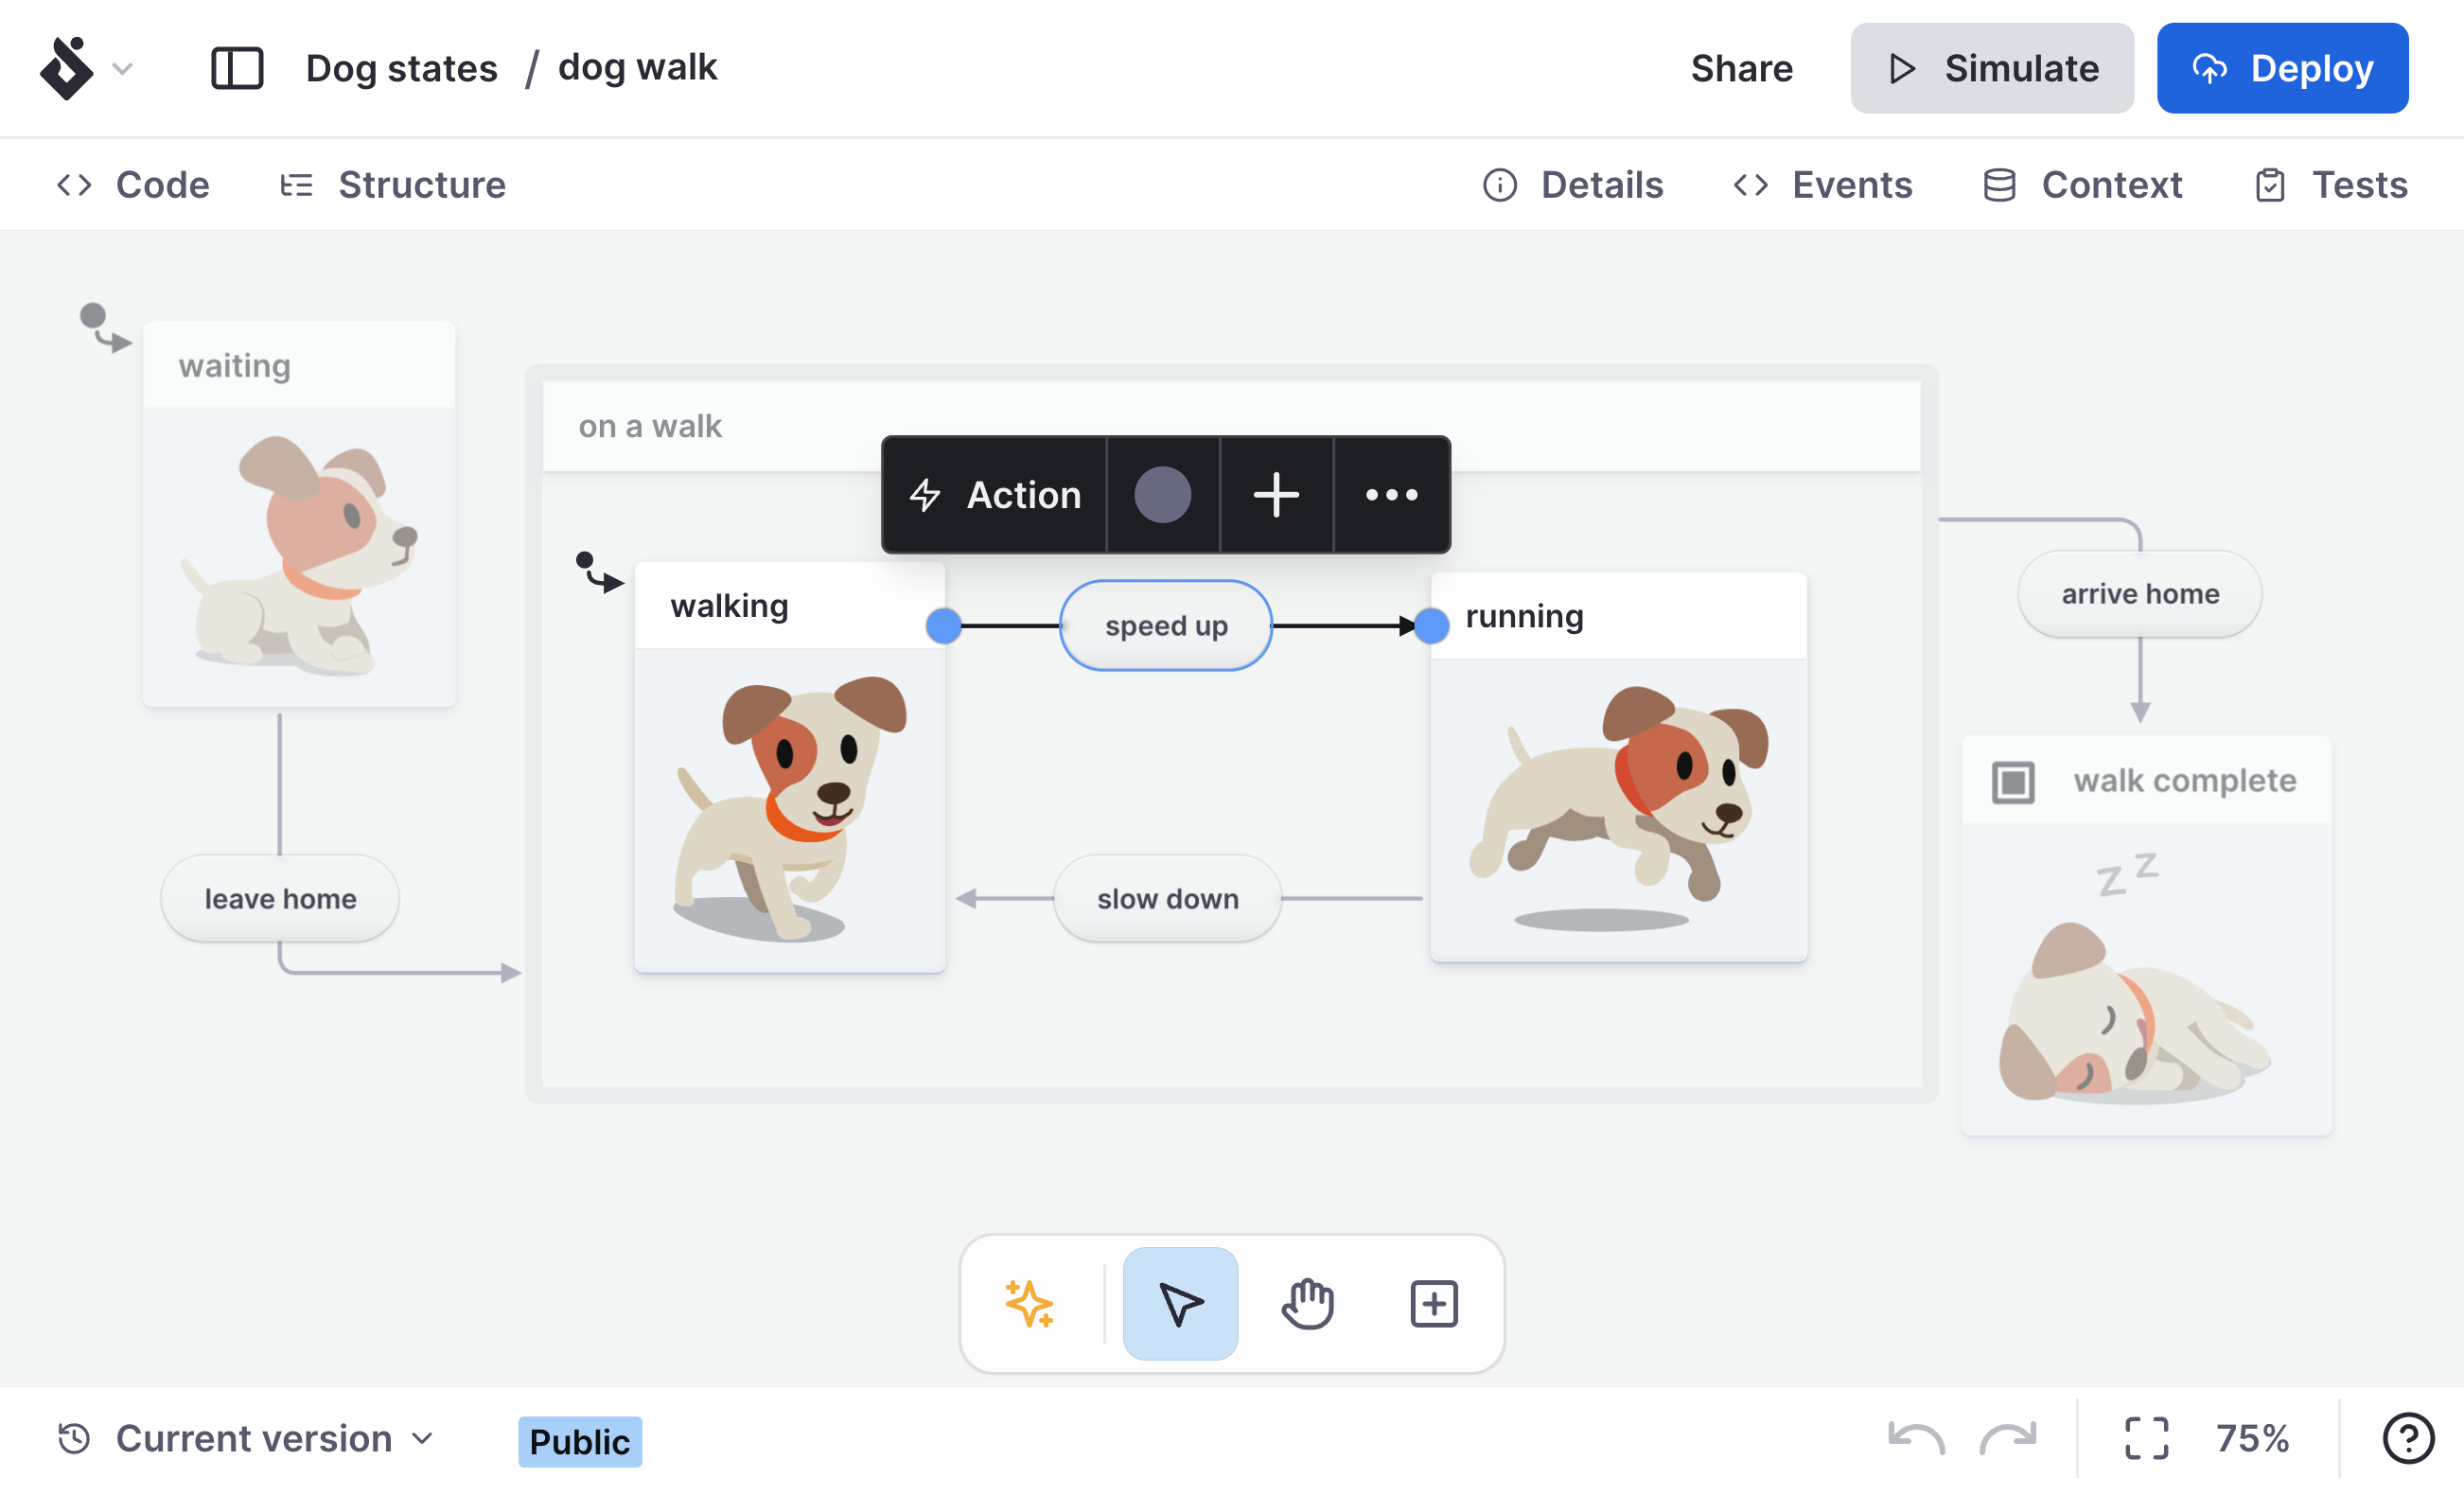 Dog states / dog walk
Share
Simulate
Deploy
Code
Structure
Details
Events
Context
Tests
waiting
on a walk
Action
walking
speed up
running
arrive home
walk complete
z z
leave home
slow down
Current version
Public
75%
?